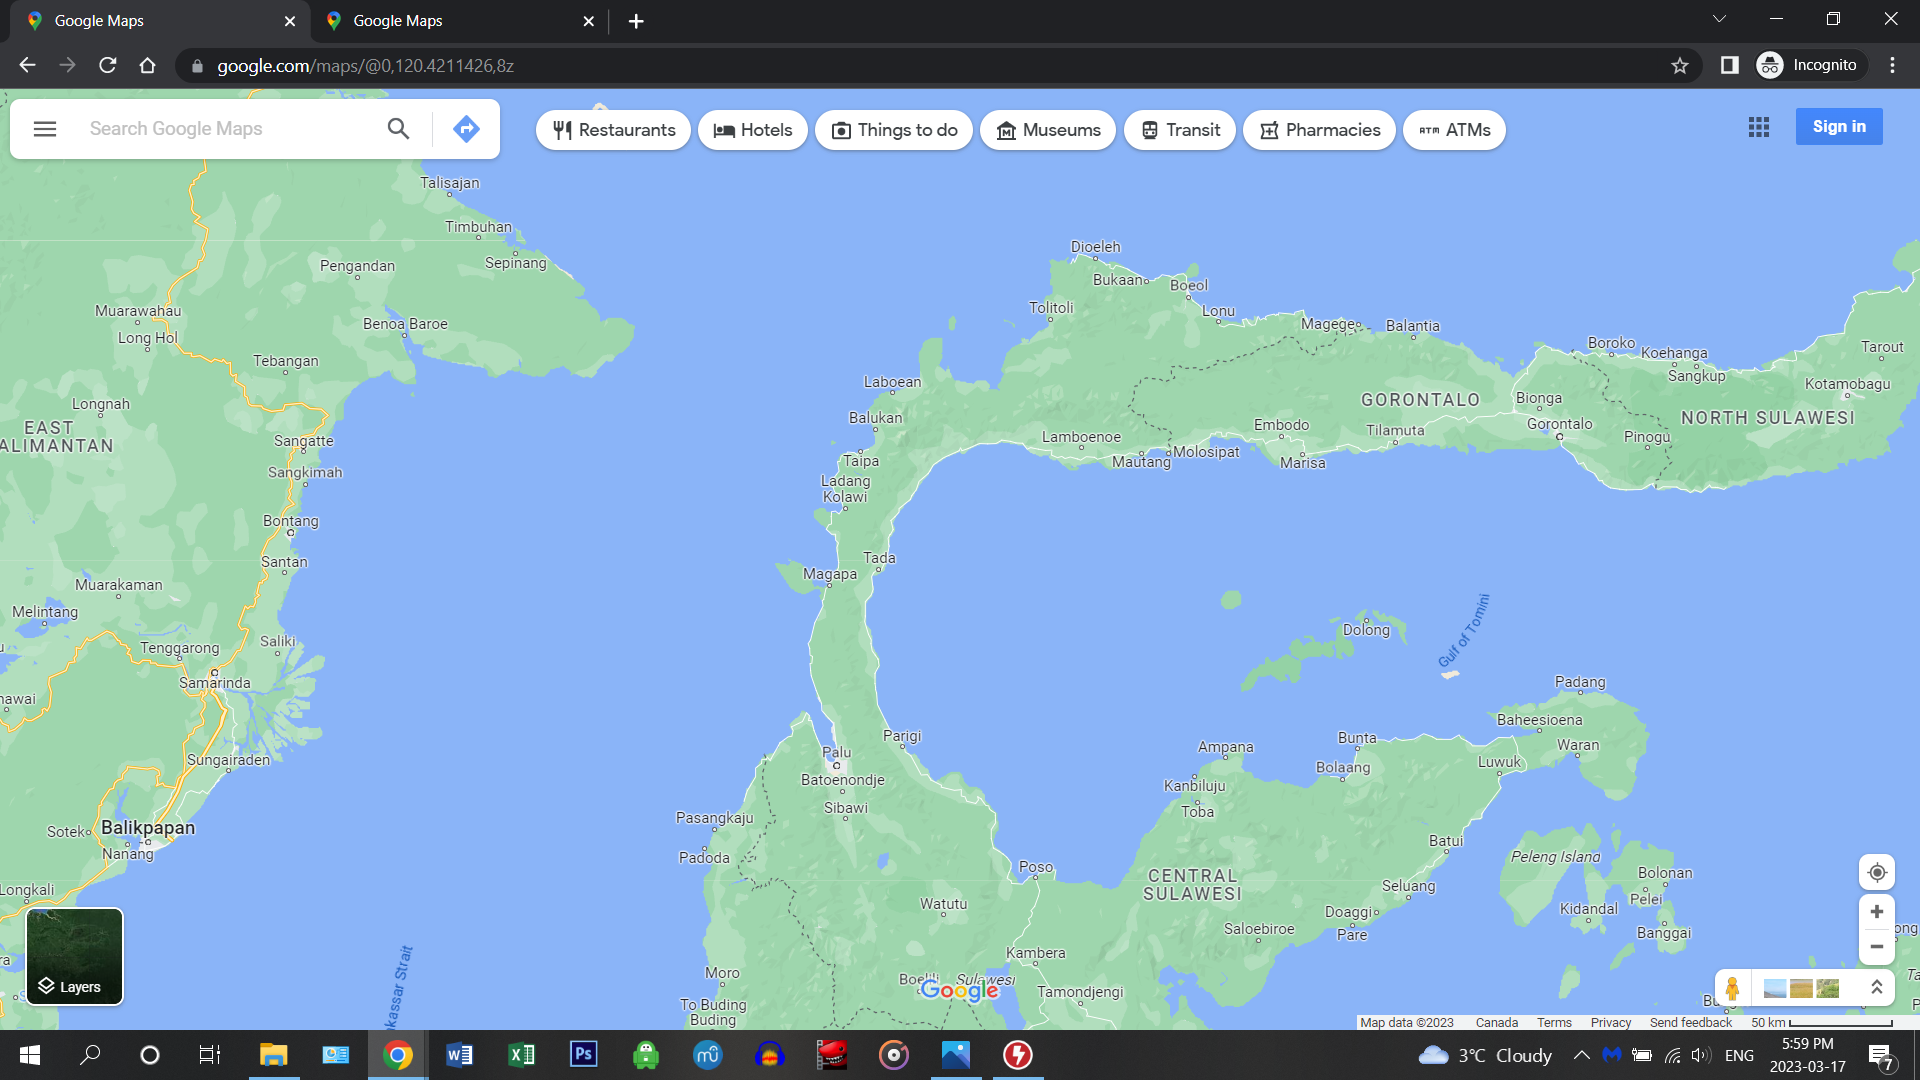 Google Maps
Google Maps
google.com/maps/@0,120.4211426,8z
Incognito
Search Google Maps
Restaurants
Hotels
Things to do
Museums
Transit
Pharmacies
ATM ATMs
Sign in
Talisajan
Timbuhan
Sepinang
Pengandan
Muarawahau
Long Hol
Benoa Baroe
Tebangan
Longnah
EAST
ALIMANTAN
Sangatte
Sangkimah
Bontang
Santan
Muarakaman
Melintang
Saliki
Tenggarong
Samarinda
nawai
Sungairaden
Sotek
Balikpapan
Nanang
Longkali
Dioeleh
Bukaan
Boeol
Tolitoli
Lonu
Magege
Balantia
Boroko
Koehanga
Sangkup
Tarout
Kotamobagu
Laboean
Balukan
GORONTALO
Bionga
NORTH SULAWESI
Embodo
Tilamuta
Gorontalo
Pinogu
Lamboenoe
Mautang
Molosipat
Marisa
Taipa
Ladang
Kolawi
Tada
Magapa
Dolong
Gulf of Tomini
Padang
Baheesioena
Waran
Parigi
Palu
Batoenondje
Sibawi
Ampana
Bunta
Bolaang
Luwuk
Kanbiluju
Toba
Pasangkaju
Padoda
Batui
Peleng Island
Bolonan
Pelei
Poso
CENTRAL
SULAWESI
Seluang
Watutu
Doaggi
Pare
Kidandal
Banggai
Saloebiroe
Kambera
Moro
Sulawesi
Tamondjengi
To Buding
Buding
kassar Strait
Layers
Google
Map data ©2023 Canada Terms Privacy Send feedback 50 km
3°C Cloudy
ENG
5:59 PM
2023-03-17
7